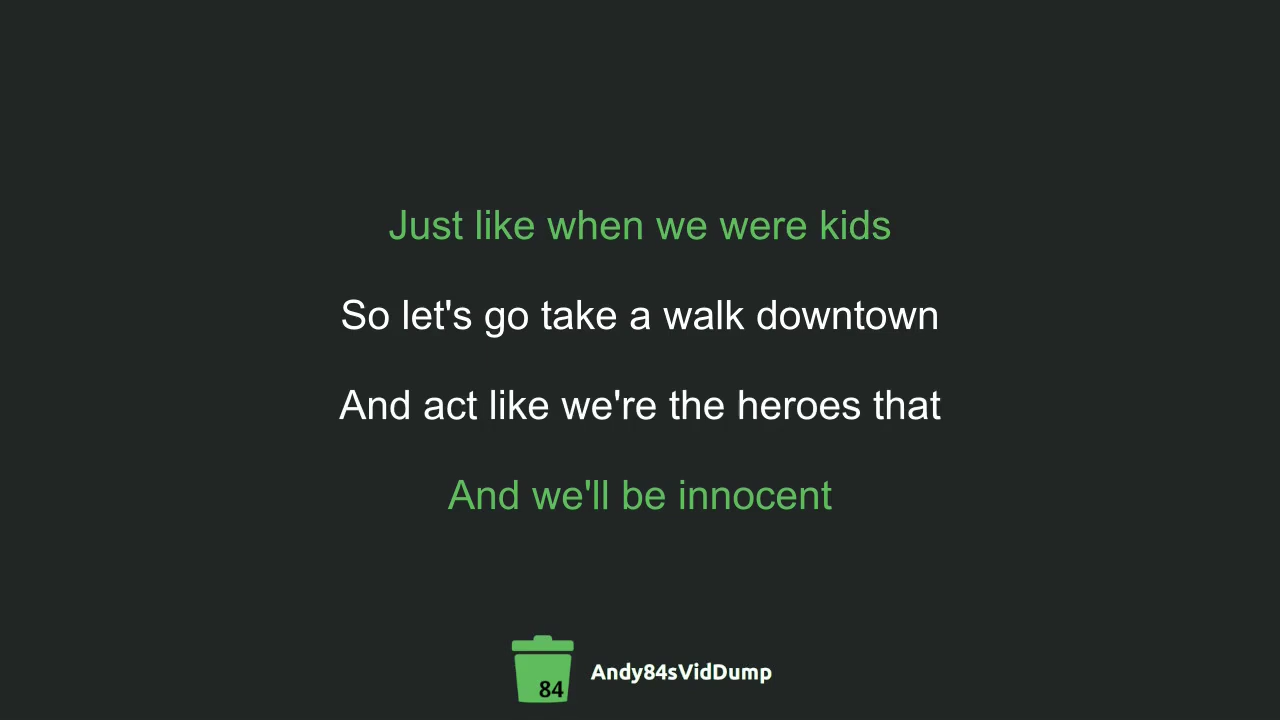 Just like when we were kids
So let's go take a walk downtown
And act like we're the heroes that
And we'll be innocent
84
Andy84sVidDump